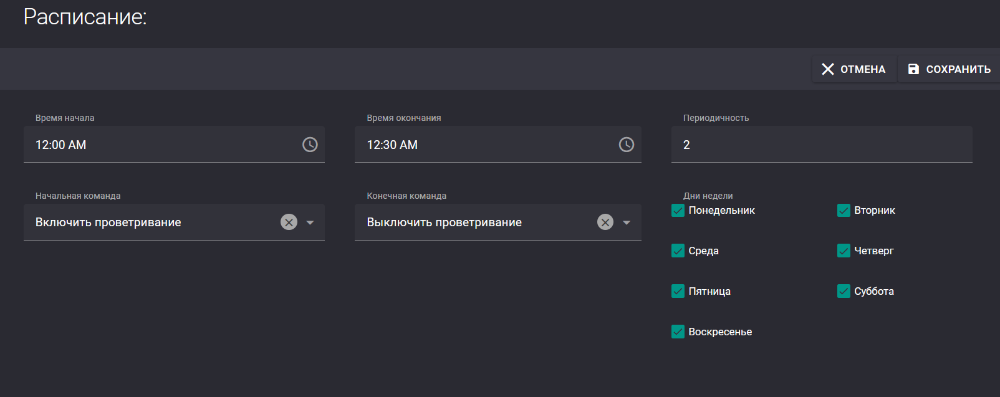 Расписание:
ОТМЕНА
СОХРАНИТЬ
Время начала
Время окончания
Периодичность
12:00 AM
12:30 AM
2
Начальная команда
Конечная команда
Дни недели
Включить проветривание
Выключить проветривание
Понедельник
Вторник
Среда
Четверг
Пятница
Суббота
Воскресенье